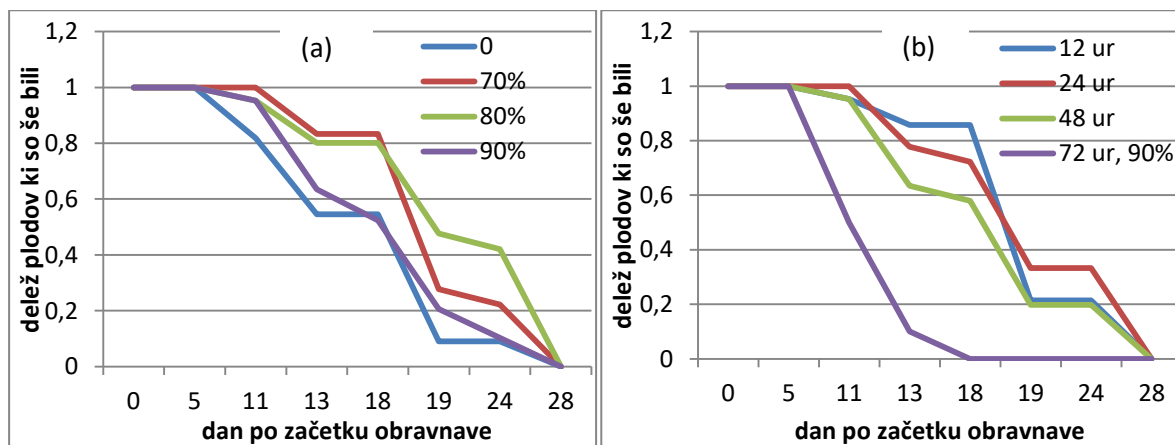 (a)
delež plodov ki so še bili
1,2
1
0,8
0,6
0,4
0,2
0
0
70%
80%
90%
0 5 11 13 18 19 24 28
dan po začetku obravnave
(b)
delež plodov ki so še bili
1,2
1
0,8
0,6
0,4
0,2
0
12 ur
24 ur
48 ur
72 ur, 90%
0 5 11 13 18 19 24 28
dan po začetku obravnave